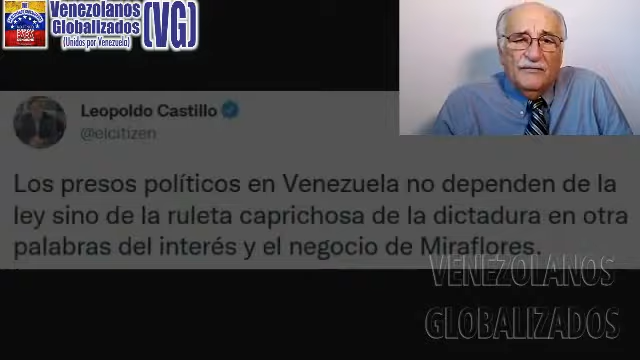 Venezolanos
Globalizados
(Unidos por Venezuela)
(VG)
Leopoldo Castillo
@elcitizen
Los presos políticos en Venezuela no dependen de la
ley sino de la ruleta caprichosa de la dictadura en otra
palabras del interés y el negocio de Miraflores.
VENEZOLANOS
GLOBALIZADOS